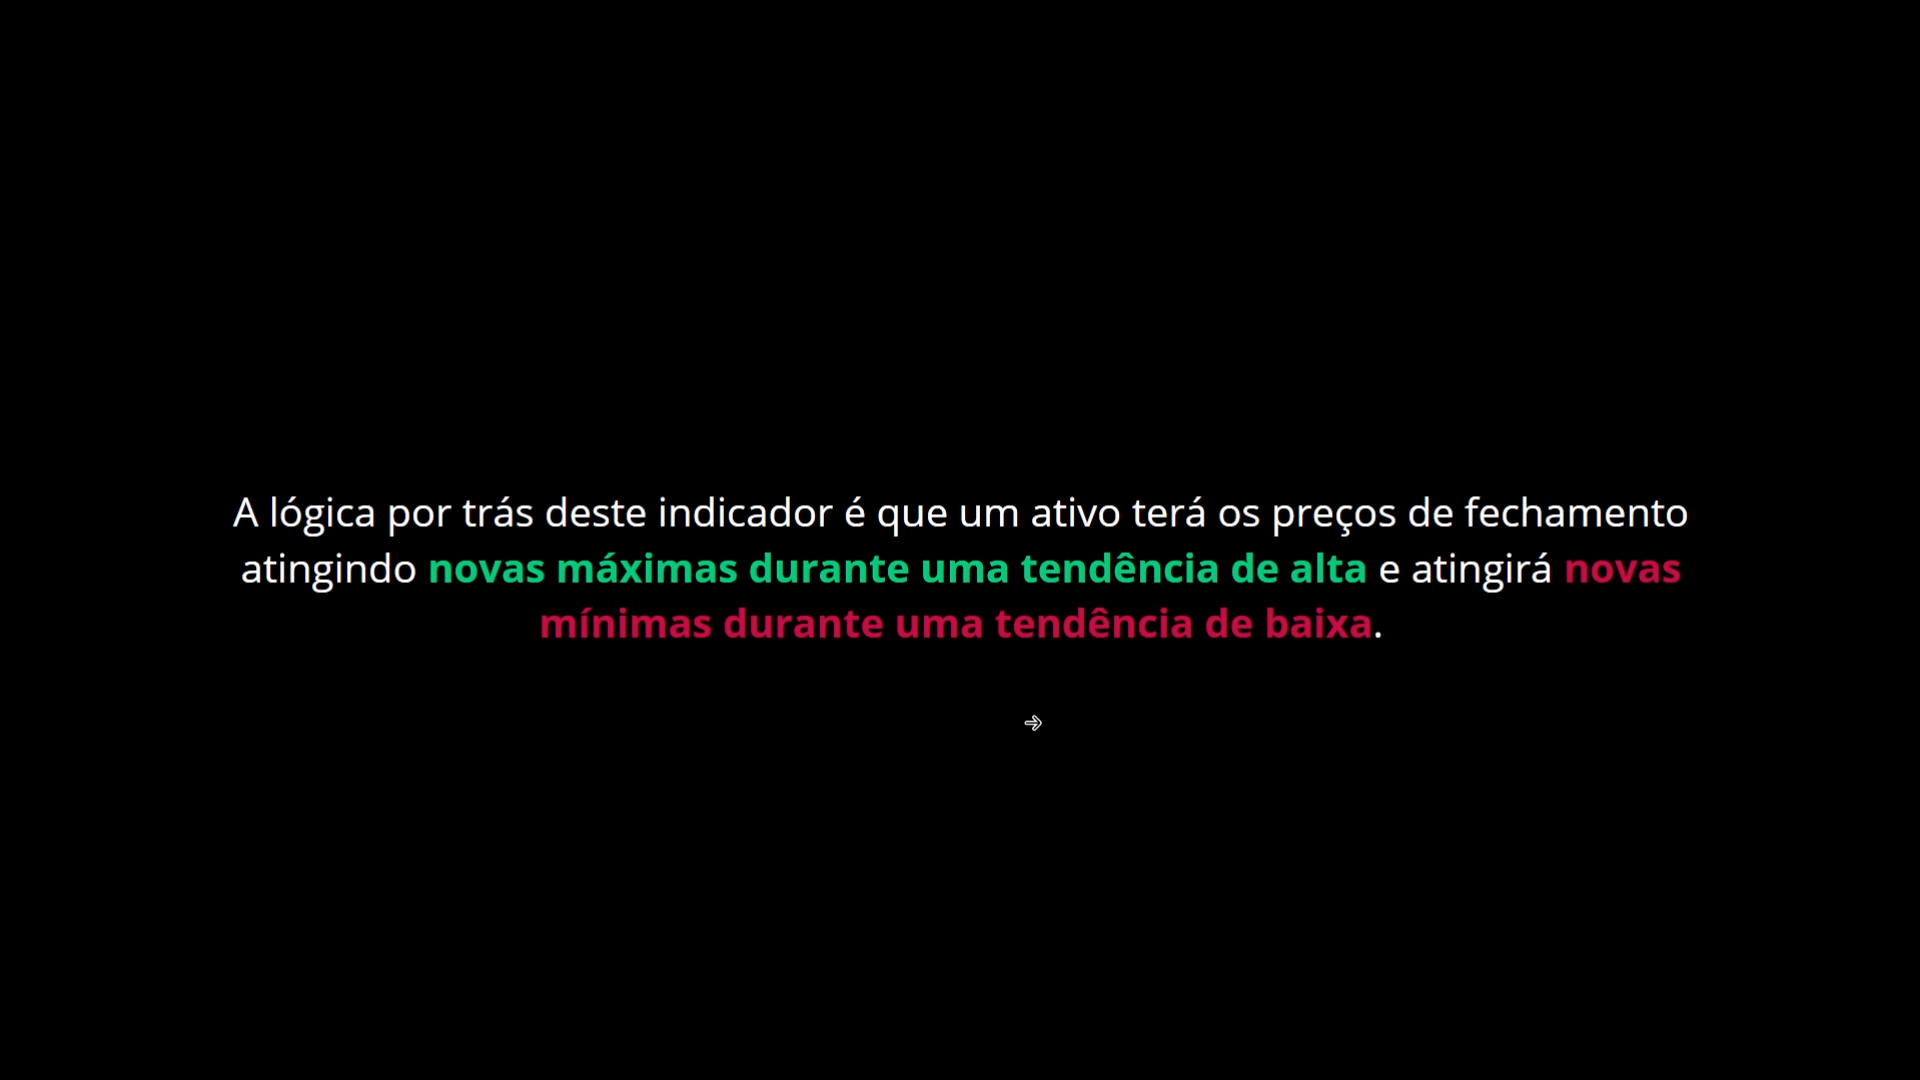 A lógica por trás deste indicador é que um ativo terá os preços de fechamento
atingindo novas máximas durante uma tendência de alta e atingirá novas
mínimas durante uma tendência de baixa.